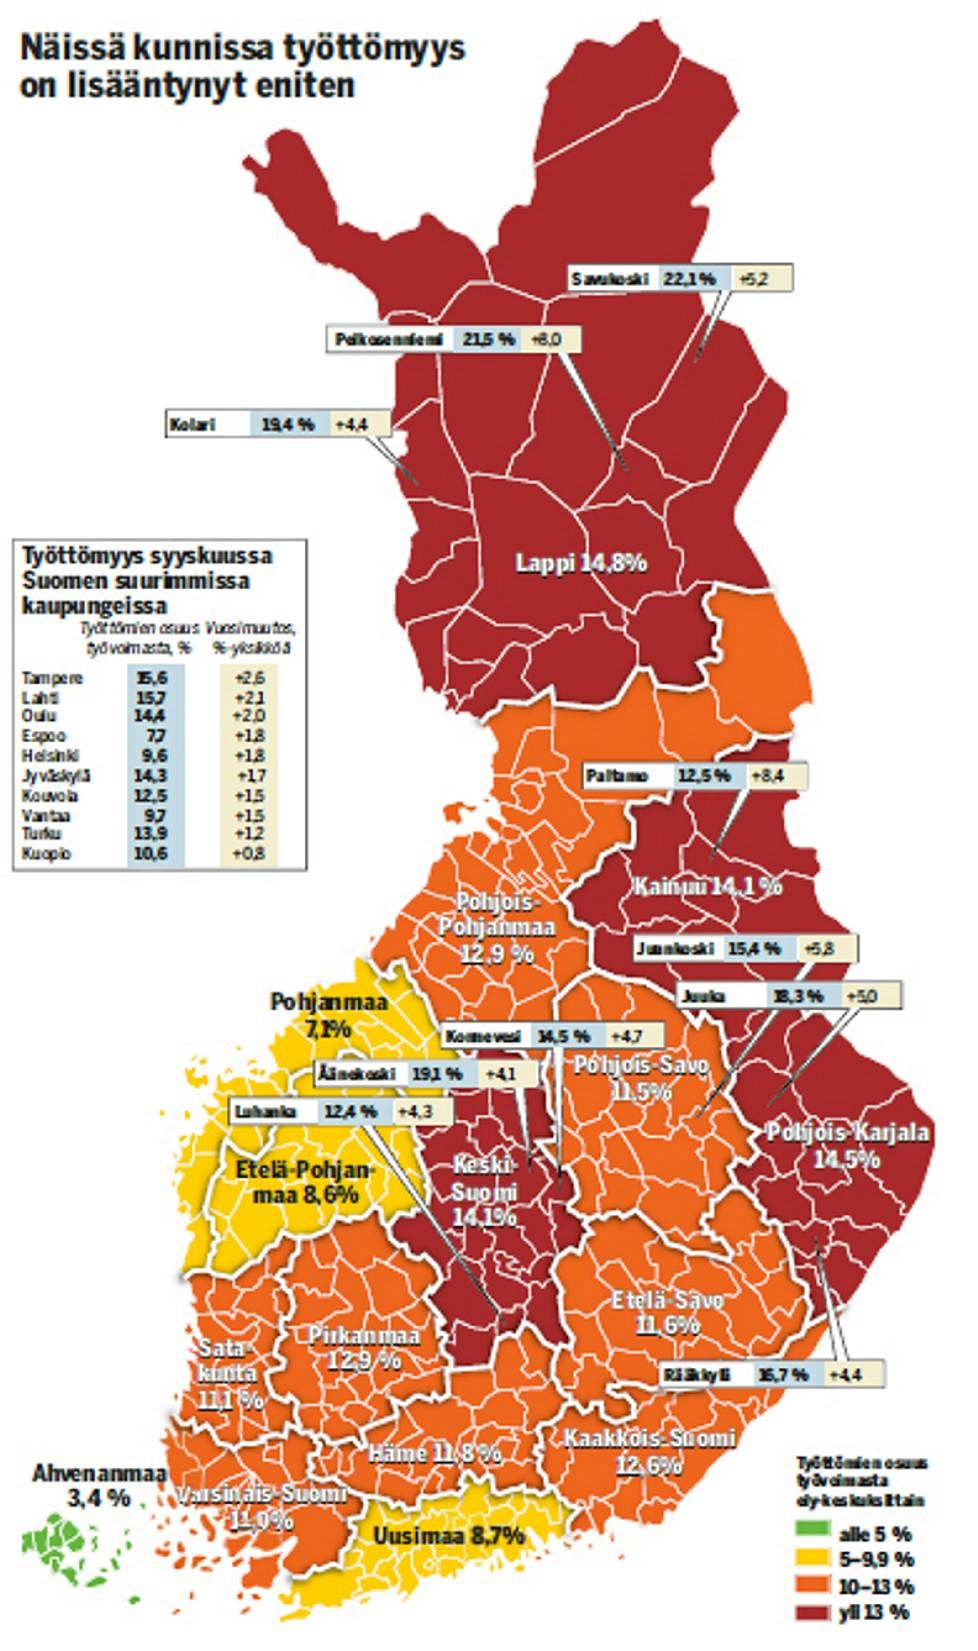 Näissä kunnissa työttömyys
on lisääntynyt eniten
Savukoski 22,1 % +5,2
Pelkosenniemi 21,5 % +8,0
Kolari 19,4 % +4,4
Lappi 14,8%
Työttömyys syyskuussa
Suomen suurimmissa
kaupungeissa
Työttömien osuus Vuosimuutos,
työvoimasta, % %-yksikköä
Tampere 15,6 +2,6
Lahti 15,7 +2,1
Oulu 14,4 +2,0
Espoo 7,7 +1,8
Helsinki 9,6 +1,8
Jyväskylä 14,3 +1,7
Kouvola 12,5 +1,5
Vantaa 9,7 +1,5
Turku 13,9 +1,2
Kuopio 10,6 +0,8
Paltamo 12,5 % +8,4
Kainuu 14,1 %
Pohjois-
Pohjanmaa
12,9 %
Juankoski 15,4 % +5,8
Juuka 18,3 % +5,0
Pohjanmaa
7,1%
Konnevesi 14,5 % +4,7
Äänekoski 19,1 % +4,1
Luhanka 12,4 % +4,3
Pohjois-Savo
11,5%
Pohjois-Karjala
14,5%
Etelä-Pohjan-
maa 8,6%
Keski-
Suomi
14,1%
Etelä-Savo
11,6%
Pirkanmaa
12,9 %
Sata-
kunta
11,1 %
Rääkkylä 16,7 % +4,4
Häme 11,8 %
Kaakkois-Suomi
12,6%
Ahvenanmaa
3,4 %
Varsinais-Suomi
11,0%
Uusimaa 8,7%
Työttömien osuus
työvoimasta
ely-keskuksittain
alle 5 %
5–9,9 %
10–13 %
yli 13 %